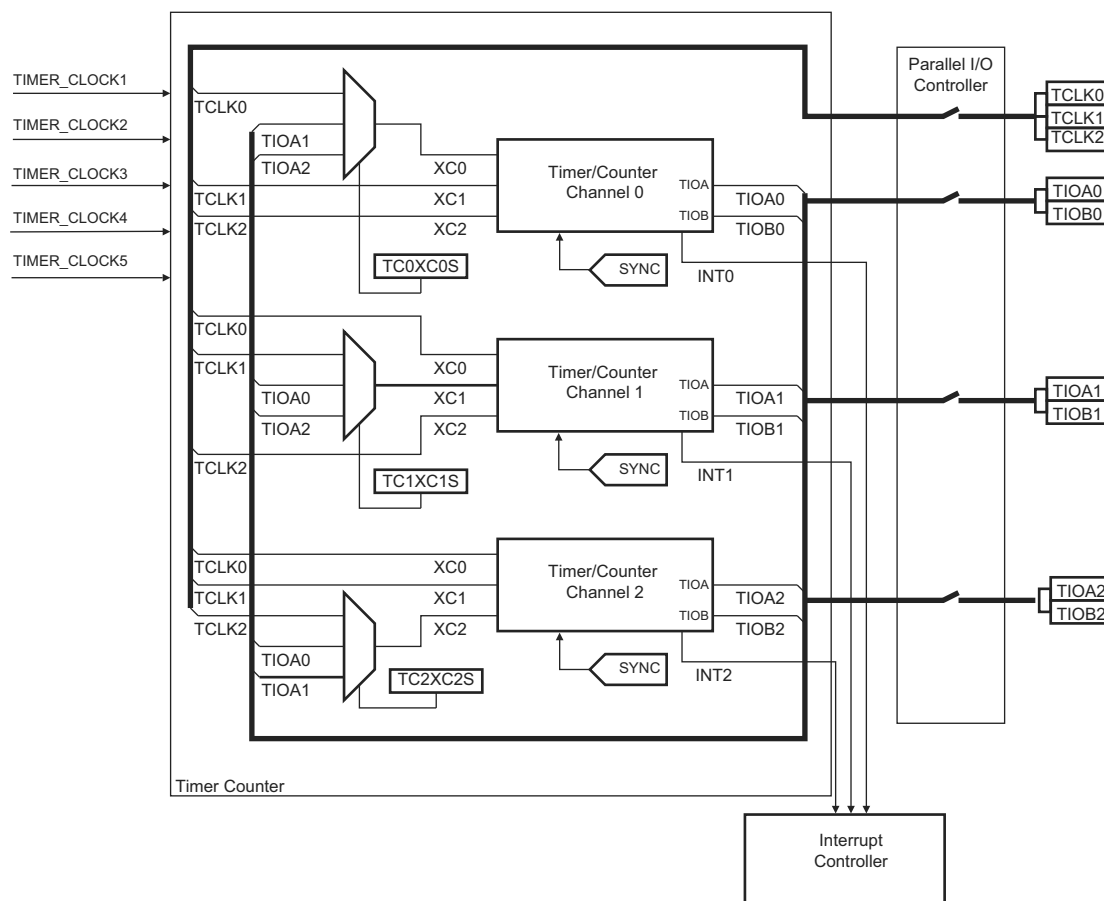 TIMER_CLOCK1
TIMER_CLOCK2
TIMER_CLOCK3
TIMER_CLOCK4
TIMER_CLOCK5
TCLK0
TIOA1
TIOA2
TCLK1
TCLK2
XC0
XC1
XC2
TC0XC0S
Timer/Counter
Channel 0
TIOA
TIOB
TIOA0
TIOB0
SYNC
INT0
TCLK0
TCLK1
TIOA0
TIOA2
TCLK2
XC0
XC1
XC2
TC1XC1S
Timer/Counter
Channel 1
TIOA
TIOB
TIOA1
TIOB1
SYNC
INT1
TCLK0
TCLK1
TCLK2
TIOA0
TIOA1
XC0
XC1
XC2
TC2XC2S
Timer/Counter
Channel 2
TIOA
TIOB
TIOA2
TIOB2
SYNC
INT2
Timer Counter
Parallel I/O
Controller
TCLK0
TCLK1
TCLK2
TIOA0
TIOB0
TIOA1
TIOB1
TIOA2
TIOB2
Interrupt
Controller